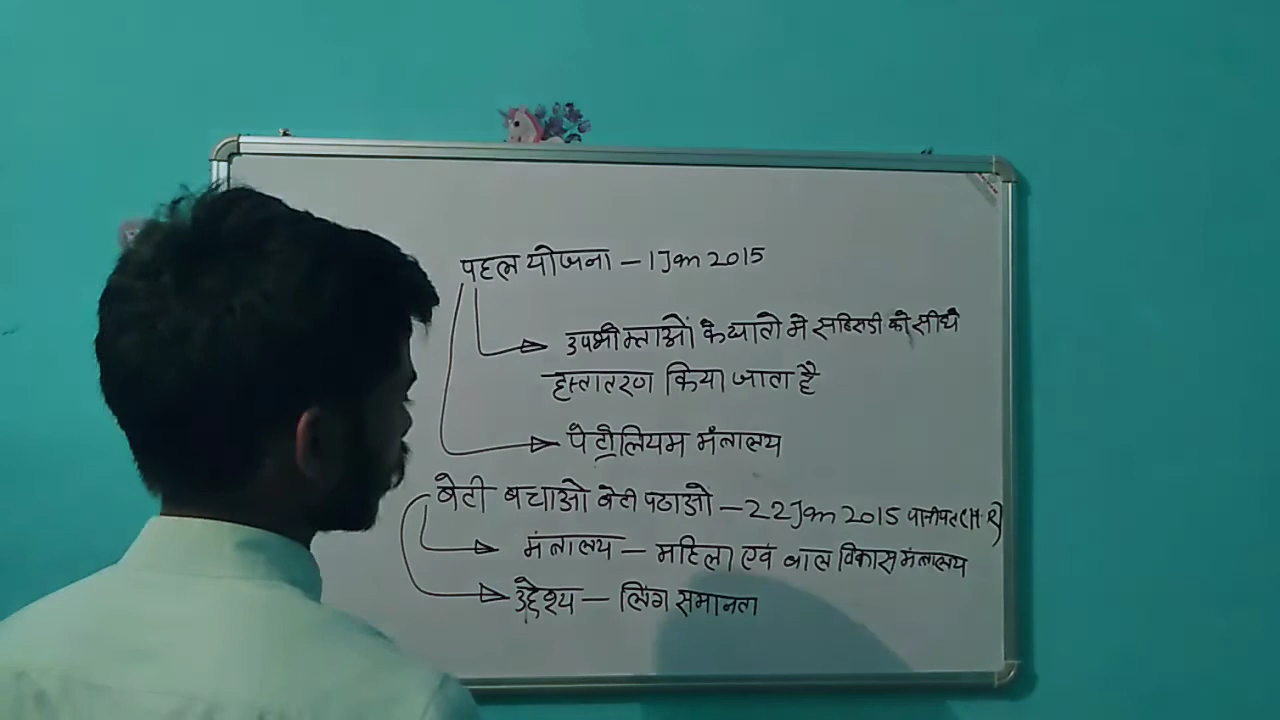 पहल योजना – 1 Jan 2015
उपभोक्ताओं के खातो मे सब्सिडी को सीधे
हस्तातरण किया जाता है
पेट्रोलियम मंत्रालय
बेटी बचाओ बेटी पढाओ – 22 Jan 2015 पानीपत (H.R)
मंत्रालय – महिला एवं बाल विकास मंत्रालय
उद्देश्य – लिंग समानता